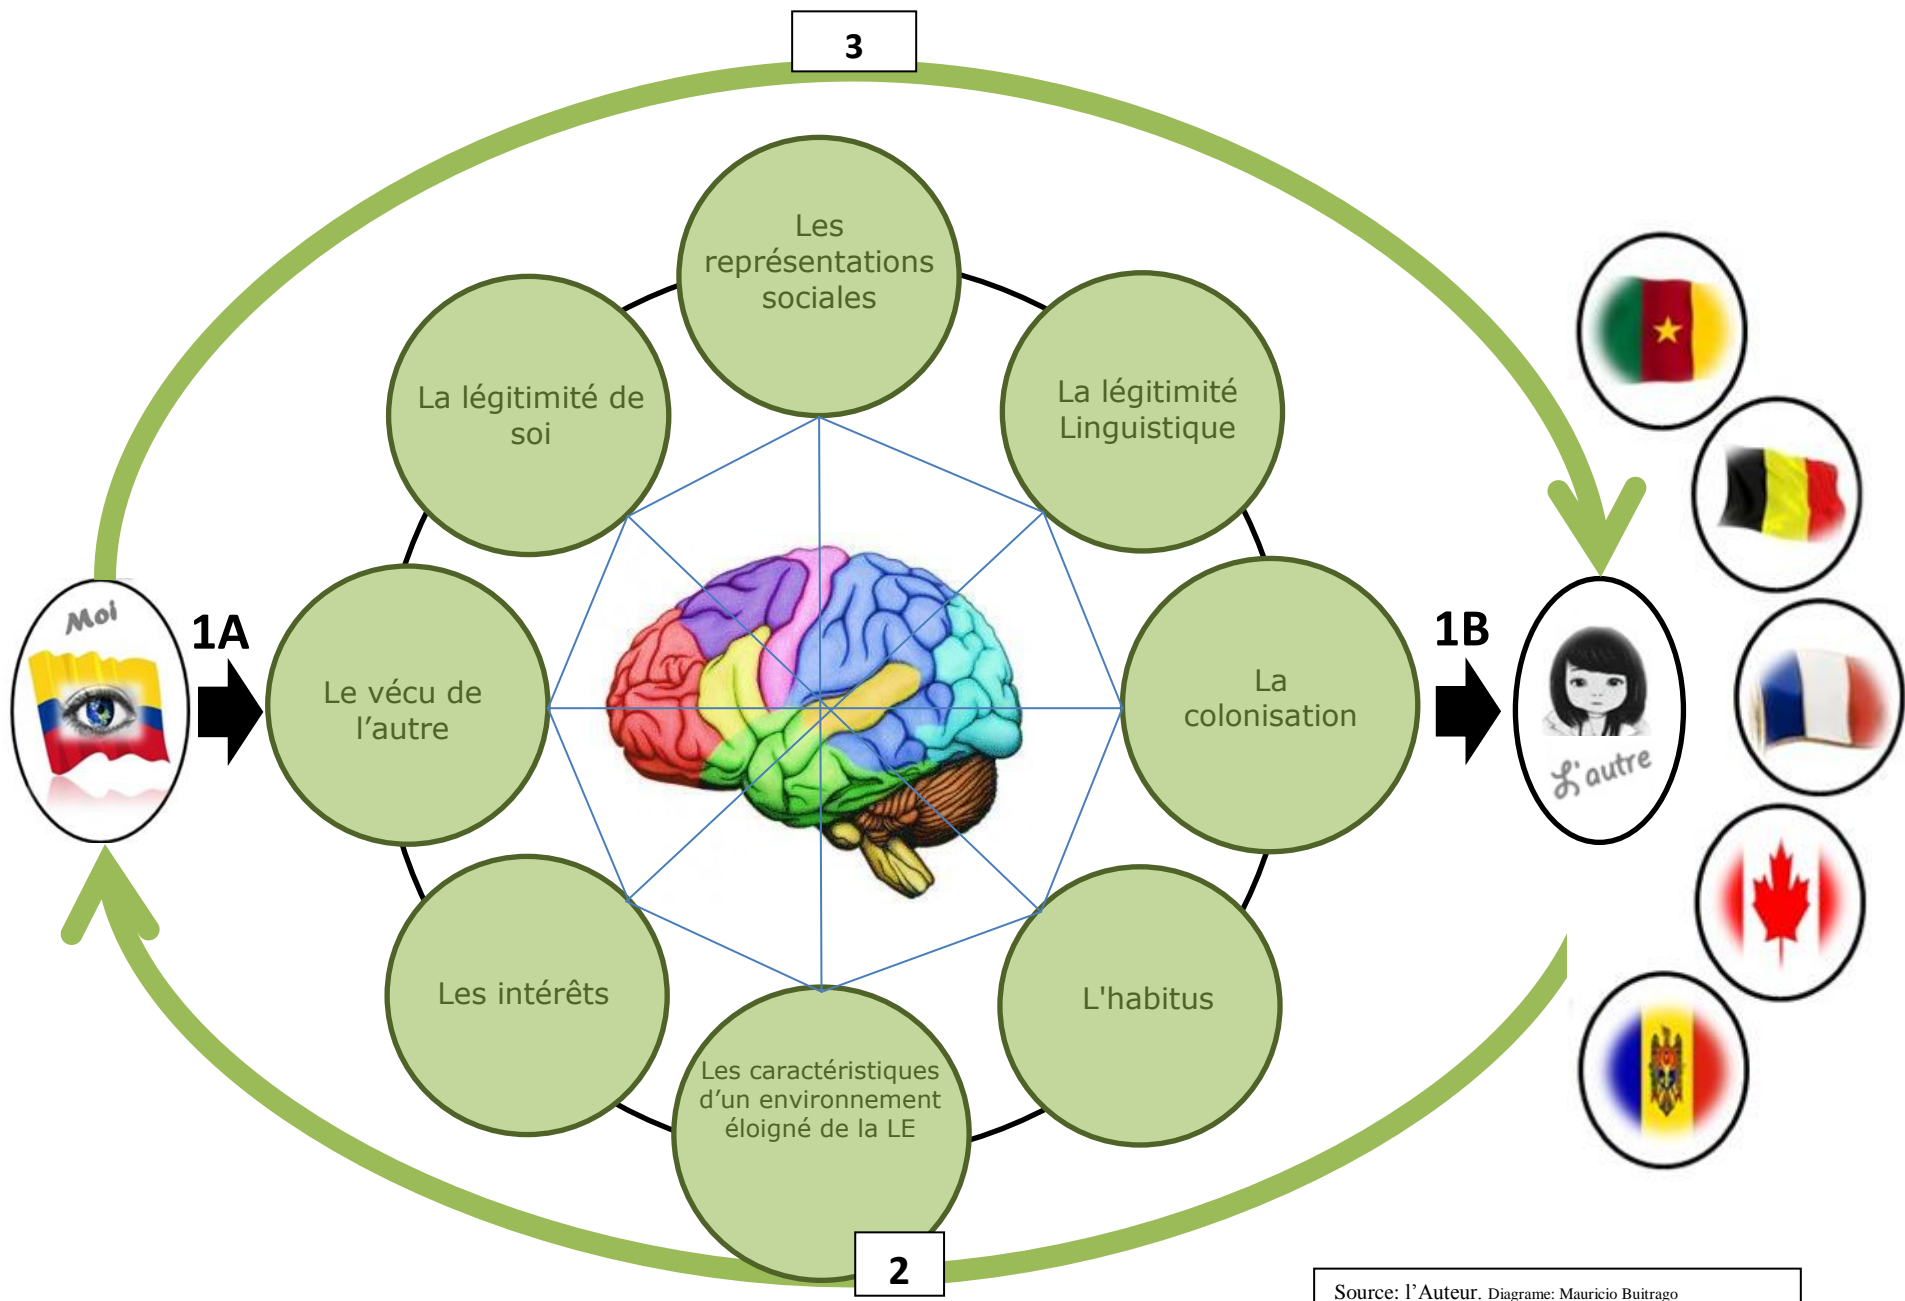 3
Les
représentations
sociales
La légitimité de
soi
La légitimité
Linguistique
Moi
1A
Le vécu de
l’autre
La
colonisation
1B
L'autre
Les intérêts
L'habitus
Les caractéristiques
d’un environnement
éloigné de la LE
2
Source: l’Auteur. Diagrame: Mauricio Buitrago